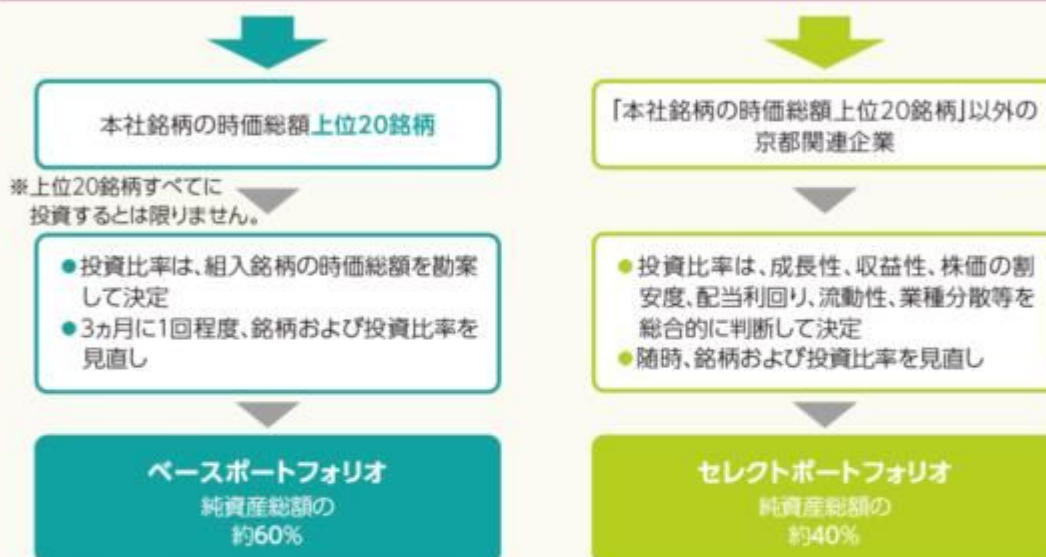 本社銘柄の時価総額上位20銘柄
※上位20銘柄すべてに
投資するとは限りません。
●投資比率は、組入銘柄の時価総額を勘案
して決定
●3ヵ月に1回程度、銘柄および投資比率を
見直し
ベースポートフォリオ
純資産総額の
約60%
「本社銘柄の時価総額上位20銘柄」以外の
京都関連企業
●投資比率は、成長性、収益性、株価の割
安度、配当利回り、流動性、業種分散等を
総合的に判断して決定
●随時、銘柄および投資比率を見直し
セレクトポートフォリオ
純資産総額の
約40%